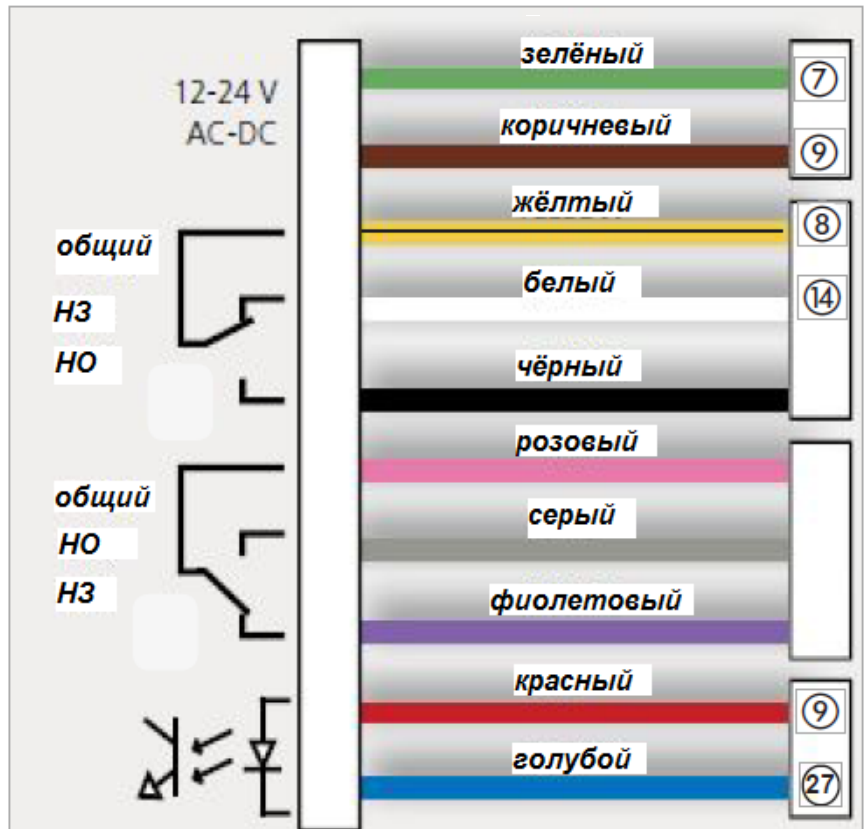 зелёный
⑦
12-24 V
AC-DC
коричневый
⑨
жёлтый
⑧
общий
белый
⑭
НЗ
НО
чёрный
розовый
общий
серый
НО
НЗ
фиолетовый
красный
⑨
голубой
㉗